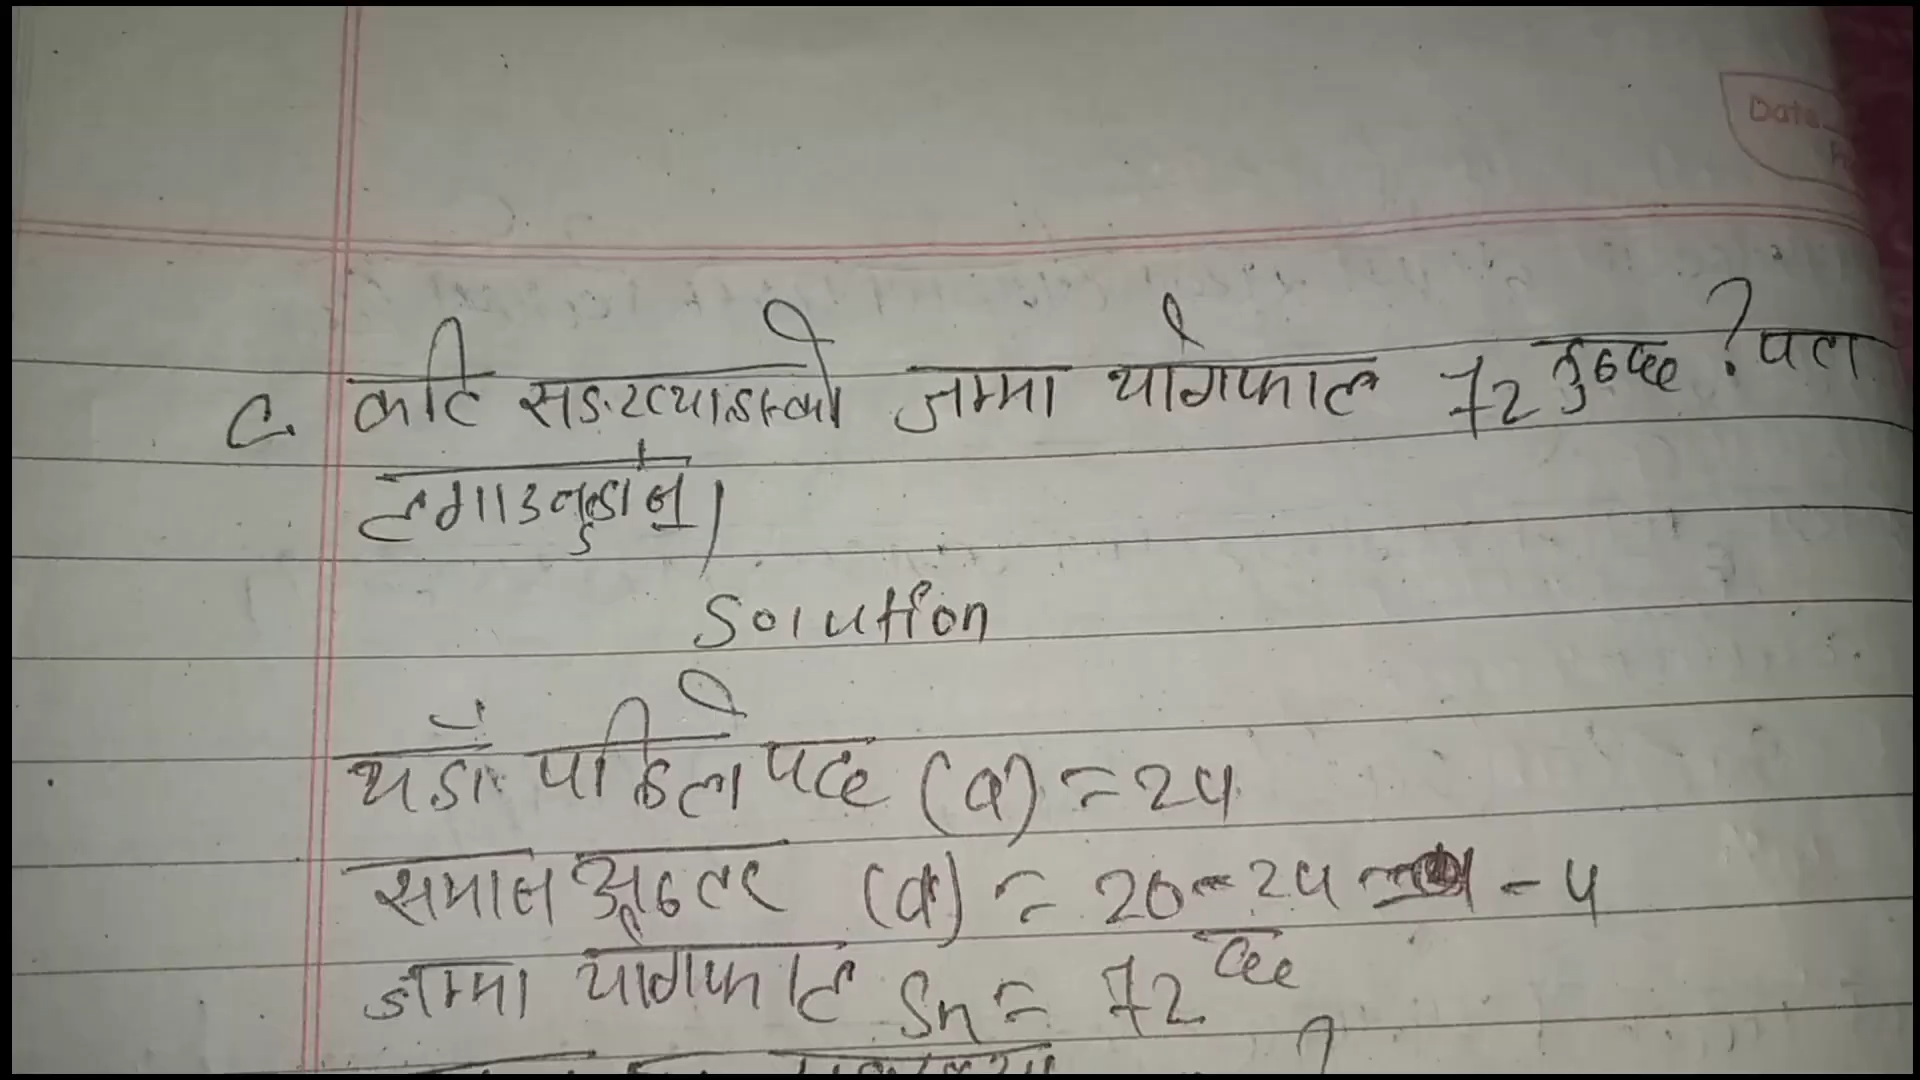 Date
c. कति सङ्ख्याहरूको जम्मा योगफल 72 हुन्छ ? पत्ता
लगाउनुहोस् ।
Solution
यहाँ पहिलो पद (a) = 24
समान अन्तर (d) = 20 - 24 = - 4
जम्मा योगफल Sn = 72 छ